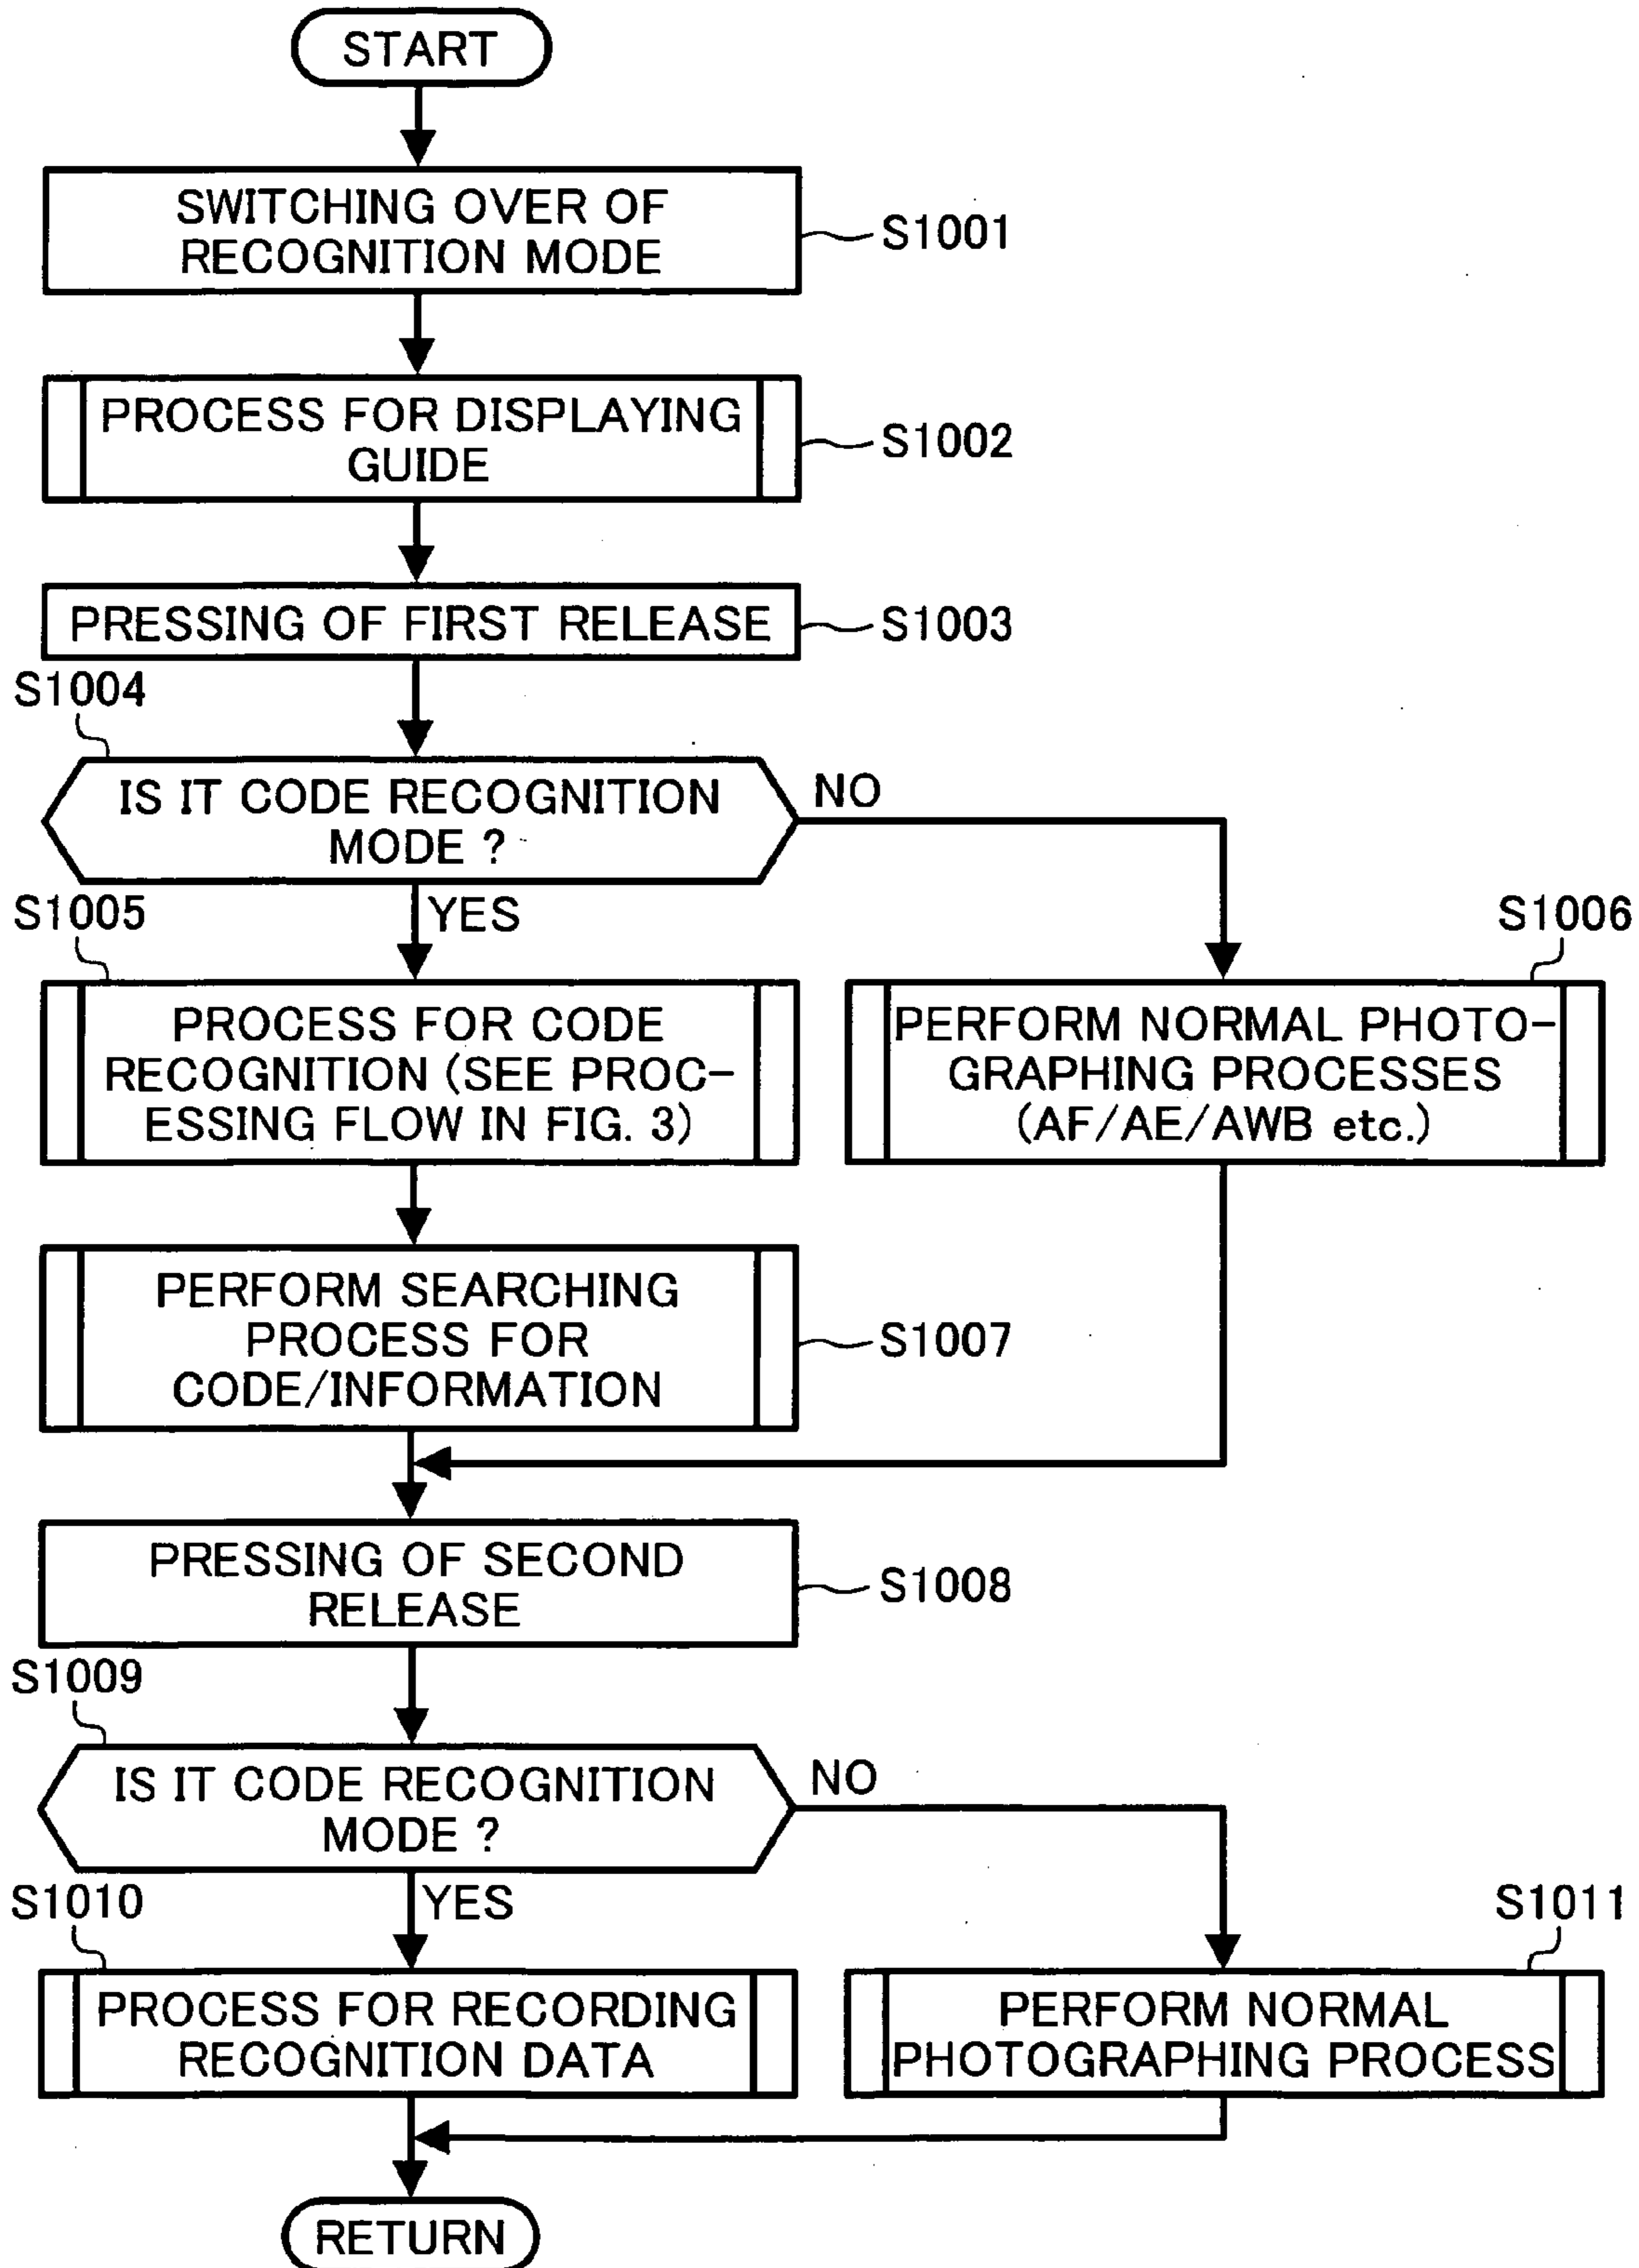 START
SWITCHING OVER OF
RECOGNITION MODE
S1001
PROCESS FOR DISPLAYING
GUIDE
S1002
PRESSING OF FIRST RELEASE
S1003
S1004
IS IT CODE RECOGNITION
MODE ?
NO
YES
S1005
PROCESS FOR CODE
RECOGNITION (SEE PROC-
ESSING FLOW IN FIG. 3)
S1006
PERFORM NORMAL PHOTO-
GRAPHING PROCESSES
(AF/AE/AWB etc.)
PERFORM SEARCHING
PROCESS FOR
CODE/INFORMATION
S1007
PRESSING OF SECOND
RELEASE
S1008
S1009
IS IT CODE RECOGNITION
MODE ?
NO
YES
S1010
PROCESS FOR RECORDING
RECOGNITION DATA
S1011
PERFORM NORMAL
PHOTOGRAPHING PROCESS
RETURN